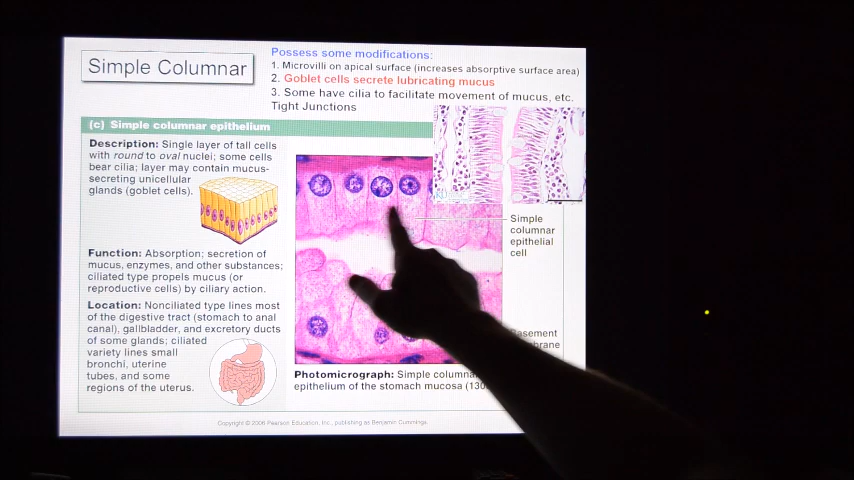 Simple Columnar
Possess some modifications:
1. Microvilli on apical surface (increases absorptive surface area)
2. Goblet cells secrete lubricating mucus
3. Some have cilia to facilitate movement of mucus, etc.
Tight Junctions
(c) Simple columnar epithelium
Description: Single layer of tall cells
with round to oval nuclei; some cells
bear cilia; layer may contain mucus-
secreting unicellular
glands (goblet cells).
Function: Absorption; secretion of
mucus, enzymes, and other substances;
ciliated type propels mucus (or
reproductive cells) by ciliary action.
Location: Nonciliated type lines most
of the digestive tract (stomach to anal
canal), gallbladder, and excretory ducts
of some glands; ciliated
variety lines small
bronchi, uterine
tubes, and some
regions of the uterus.
Simple
columnar
epithelial
cell
Basement
Photomicrograph: Simple
epithelium of the stomach mucosa
Copyright © 2006 Pearson Education, Inc., publishing as Benjamin Cummings.